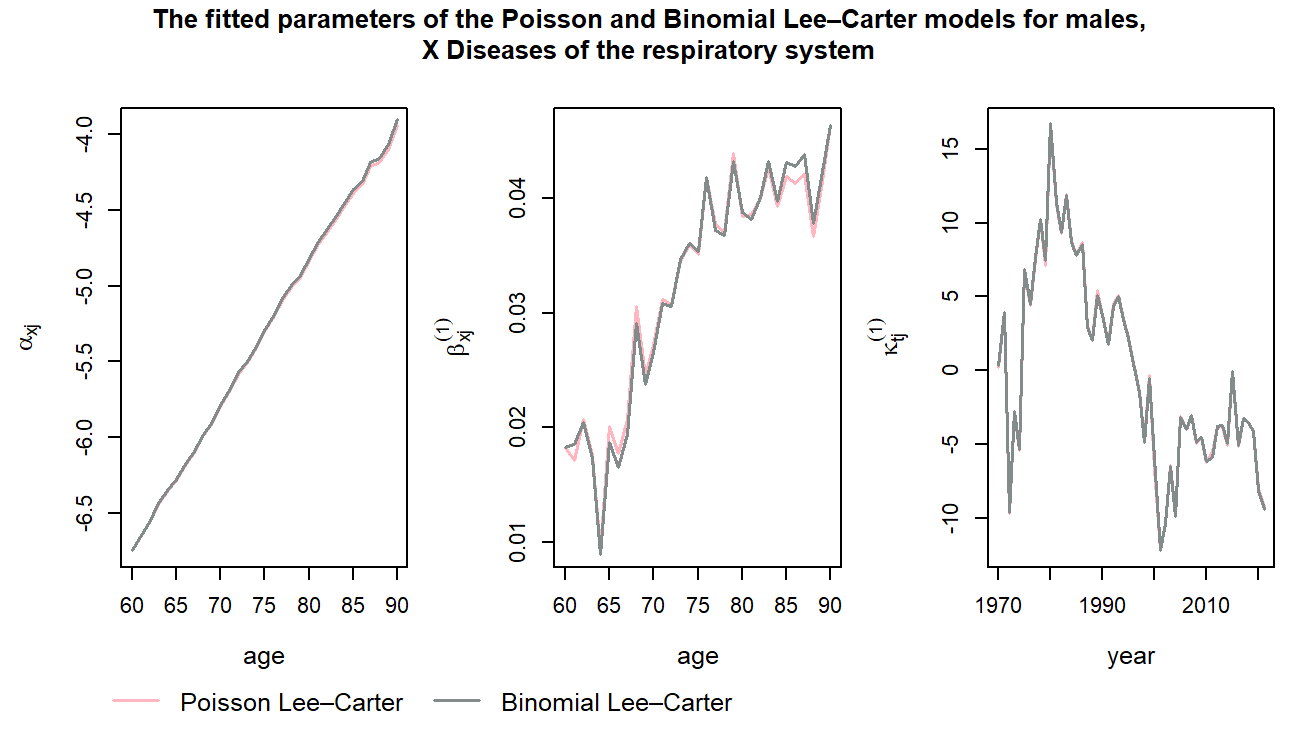 The fitted parameters of the Poisson and Binomial Lee–Carter models for males,
X Diseases of the respiratory system
αxj
-4.0
-4.5
-5.0
-5.5
-6.0
-6.5
60 65 70 75 80 85 90
age
βxj(1)
0.04
0.03
0.02
0.01
60 65 70 75 80 85 90
age
κtj(1)
15
10
5
0
-5
-10
1970 1990 2010
year
Poisson Lee–Carter Binomial Lee–Carter